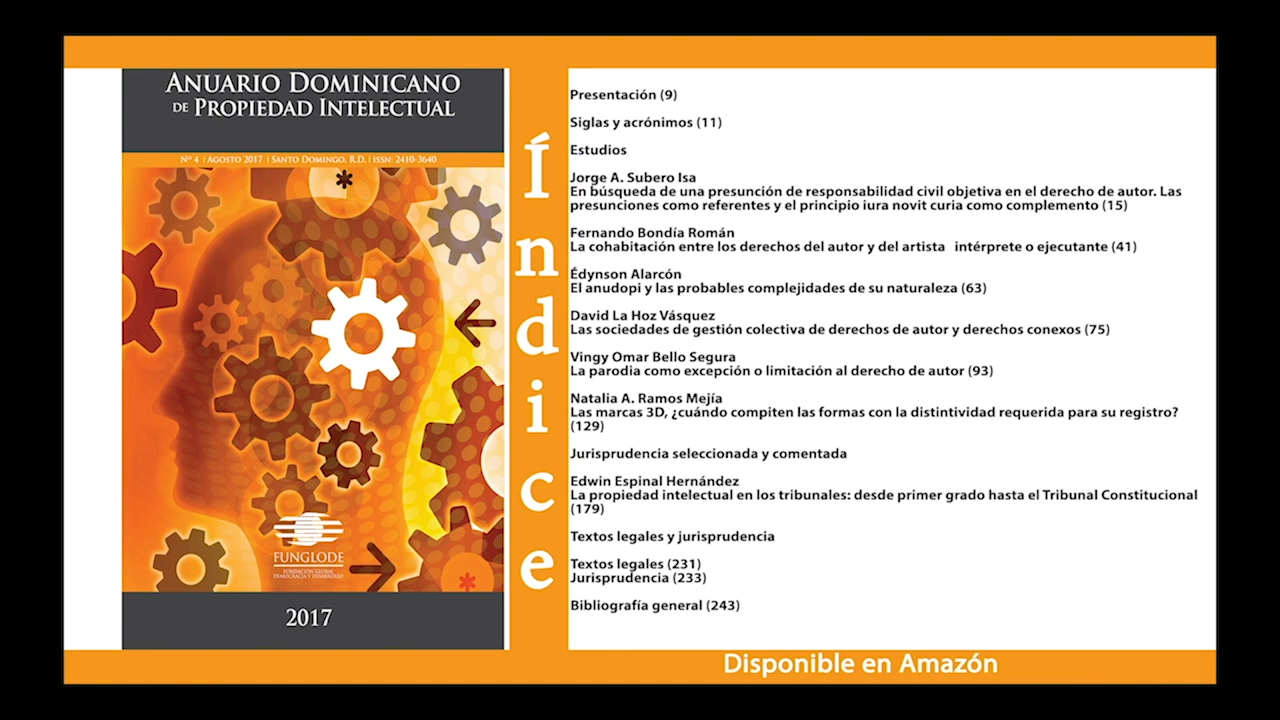 ANUARIO DOMINICANO
DE PROPIEDAD INTELECTUAL
Nº 4 | AGOSTO 2017 | SANTO DOMINGO, R.D. | ISSN: 2410-3640
FUNGLODE
FUNDACIÓN GLOBAL
DEMOCRACIA Y DESARROLLO
2017
Índice
Presentación (9)
Siglas y acrónimos (11)
Estudios
Jorge A. Subero Isa
En búsqueda de una presunción de responsabilidad civil objetiva en el derecho de autor. Las
presunciones como referentes y el principio iura novit curia como complemento (15)
Fernando Bondía Román
La cohabitación entre los derechos del autor y del artista intérprete o ejecutante (41)
Édynson Alarcón
El anudopi y las probables complejidades de su naturaleza (63)
David La Hoz Vásquez
Las sociedades de gestión colectiva de derechos de autor y derechos conexos (75)
Vingy Omar Bello Segura
La parodia como excepción o limitación al derecho de autor (93)
Natalia A. Ramos Mejía
Las marcas 3D, ¿cuándo compiten las formas con la distintividad requerida para su registro?
(129)
Jurisprudencia seleccionada y comentada
Edwin Espinal Hernández
La propiedad intelectual en los tribunales: desde primer grado hasta el Tribunal Constitucional
(179)
Textos legales y jurisprudencia
Textos legales (231)
Jurisprudencia (233)
Bibliografía general (243)
Disponible en Amazón